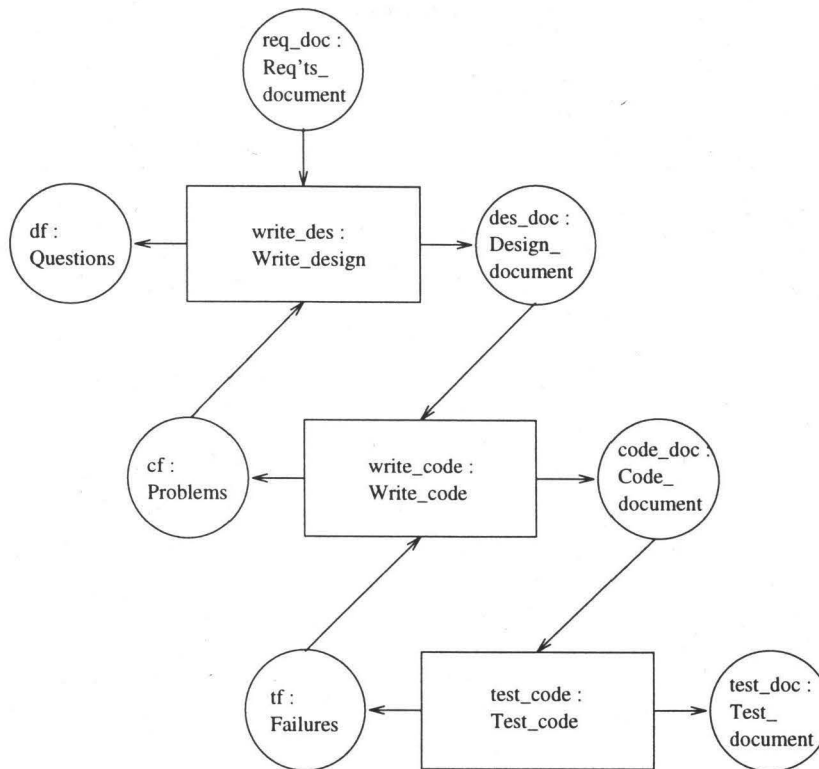 req_doc :
Req'ts_
document
df :
Questions
write_des :
Write_design
des_doc :
Design_
document
cf :
Problems
write_code :
Write_code
code_doc :
Code_
document
tf :
Failures
test_code :
Test_code
test_doc :
Test_
document